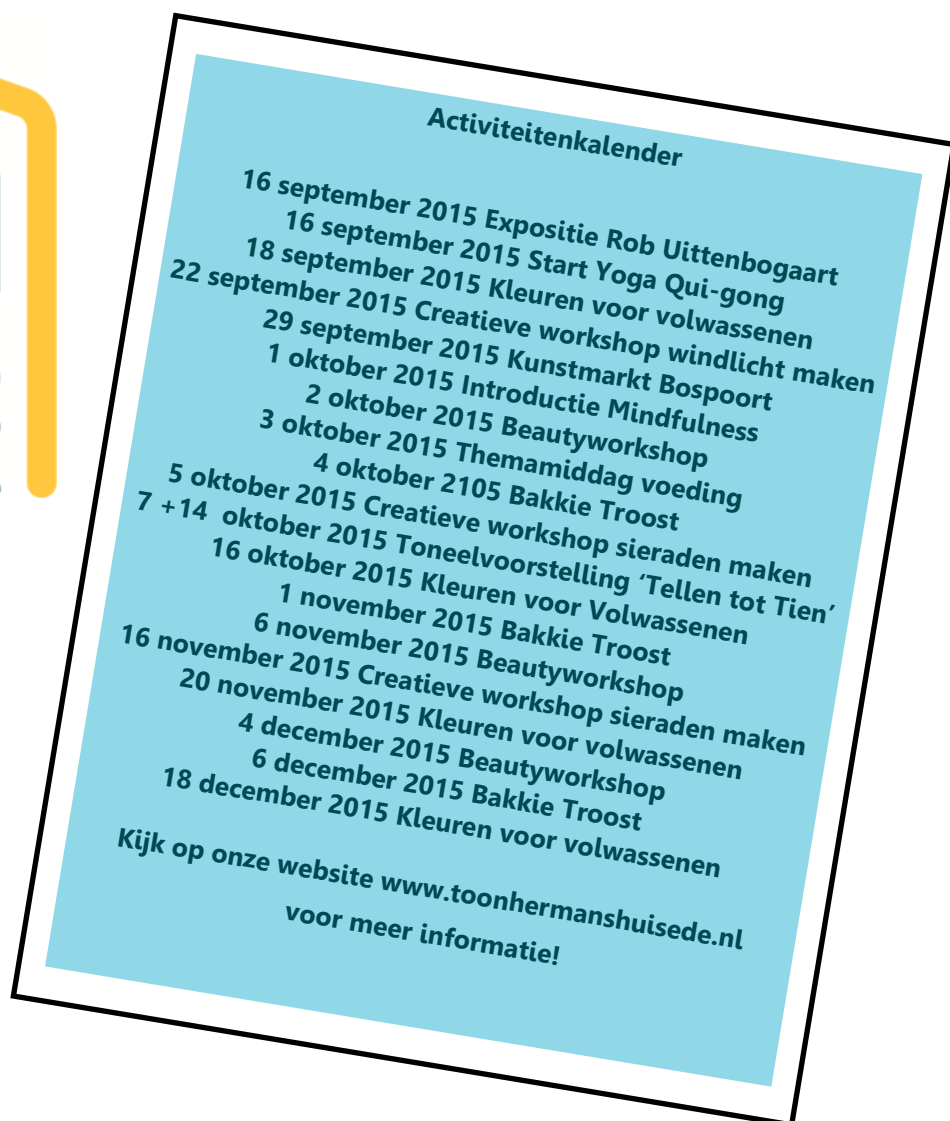 Activiteitenkalender
16 september 2015 Expositie Rob Uittenbogaart
16 september 2015 Start Yoga Qui-gong
18 september 2015 Kleuren voor volwassenen
22 september 2015 Creatieve workshop windlicht maken
29 september 2015 Kunstmarkt Bospoort
1 oktober 2015 Introductie Mindfulness
2 oktober 2015 Beautyworkshop
3 oktober 2015 Themamiddag voeding
4 oktober 2105 Bakkie Troost
5 oktober 2015 Creatieve workshop sieraden maken
7 +14 oktober 2015 Toneelvoorstelling ‘Tellen tot Tien’
16 oktober 2015 Kleuren voor Volwassenen
1 november 2015 Bakkie Troost
6 november 2015 Beautyworkshop
16 november 2015 Creatieve workshop sieraden maken
20 november 2015 Kleuren voor volwassenen
4 december 2015 Beautyworkshop
6 december 2015 Bakkie Troost
18 december 2015 Kleuren voor volwassenen
Kijk op onze website www.toonhermanshuisede.nl
voor meer informatie!